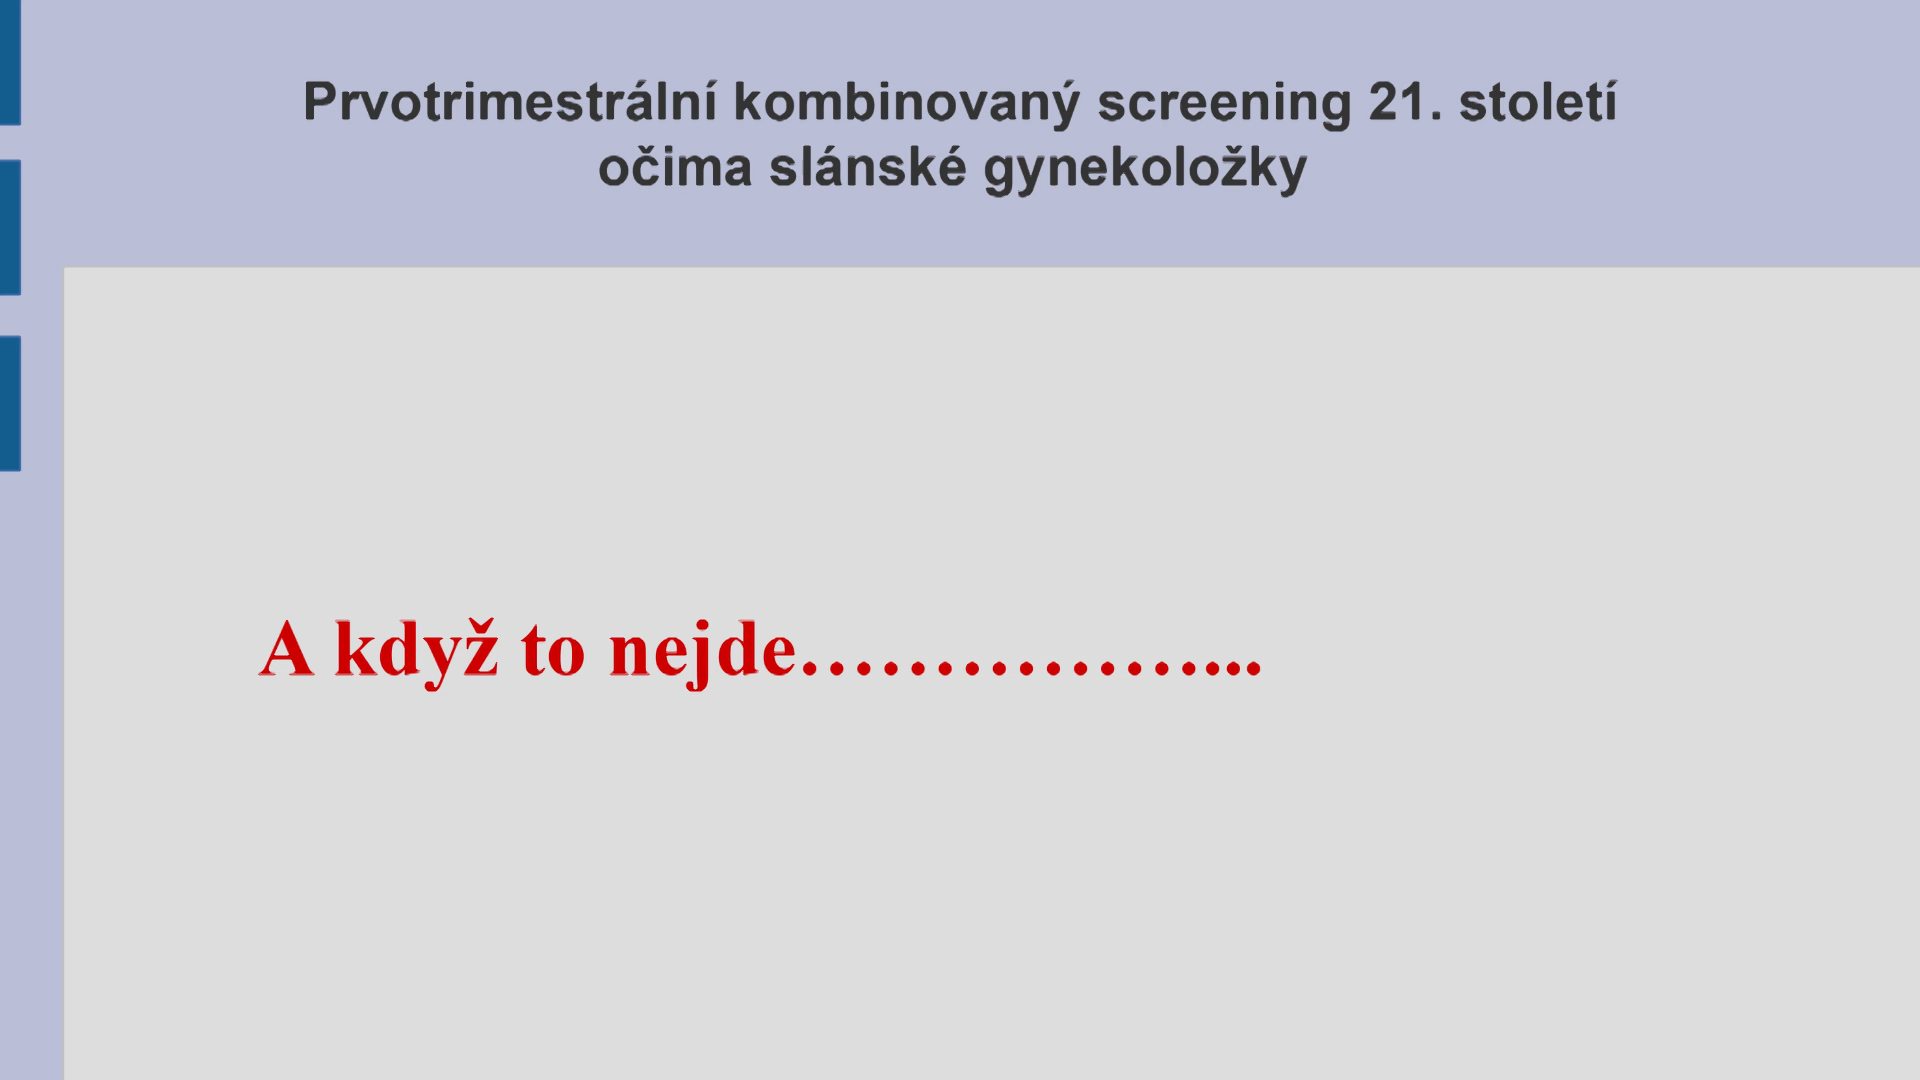 Prvotrimestrální kombinovaný screening 21. století
očima slánské gynekoložky
A když to nejde……………...